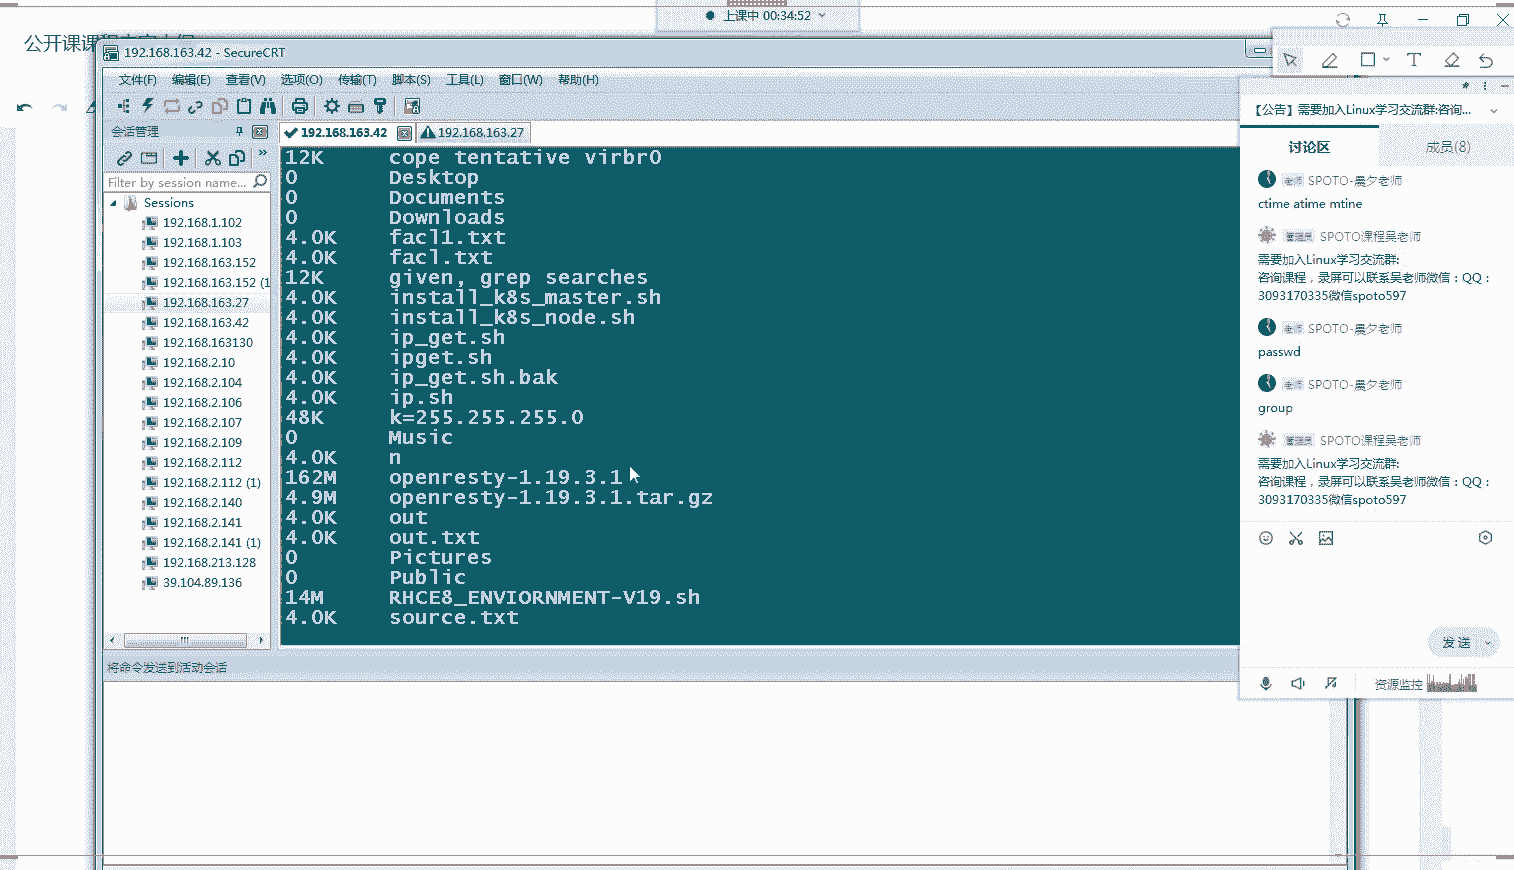 上课中 00:34:52
公开课课程
192.168.163.42 - SecureCRT
文件(F) 编辑(E) 查看(V) 选项(O) 传输(T) 脚本(S) 工具(L) 窗口(W) 帮助(H)
会话管理
192.168.163.42
192.168.163.27
Filter by session name...
Sessions
192.168.1.102
192.168.1.103
192.168.163.152
192.168.163.152 (1
192.168.163.27
192.168.163.42
192.168.163130
192.168.2.10
192.168.2.104
192.168.2.106
192.168.2.107
192.168.2.109
192.168.2.112
192.168.2.112 (1)
192.168.2.140
192.168.2.141
192.168.2.141 (1)
192.168.213.128
39.104.89.136
12K cope tentative virbr0
0 Desktop
0 Documents
0 Downloads
4.0K facl1.txt
4.0K facl.txt
12K given, grep searches
4.0K install_k8s_master.sh
4.0K install_k8s_node.sh
4.0K ip_get.sh
4.0K ipget.sh
4.0K ip_get.sh.bak
4.0K ip.sh
48K k=255.255.255.0
0 Music
4.0K n
162M openresty-1.19.3.1
4.9M openresty-1.19.3.1.tar.gz
4.0K out
4.0K out.txt
0 Pictures
0 Public
14M RHCE8_ENVIORNMENT-V19.sh
4.0K source.txt
将命令发送到活动会话
【公告】需要加入Linux学习交流群:咨询...
讨论区 成员(8)
老师 SPOTO-晨夕老师
ctime atime mtine
管理员 SPOTO课程吴老师
需要加入Linux学习交流群:
咨询课程，录屏可以联系吴老师微信：QQ：
3093170335微信spoto597
老师 SPOTO-晨夕老师
passwd
老师 SPOTO-晨夕老师
group
管理员 SPOTO课程吴老师
需要加入Linux学习交流群:
咨询课程，录屏可以联系吴老师微信：QQ：
3093170335微信spoto597
发送
资源监控